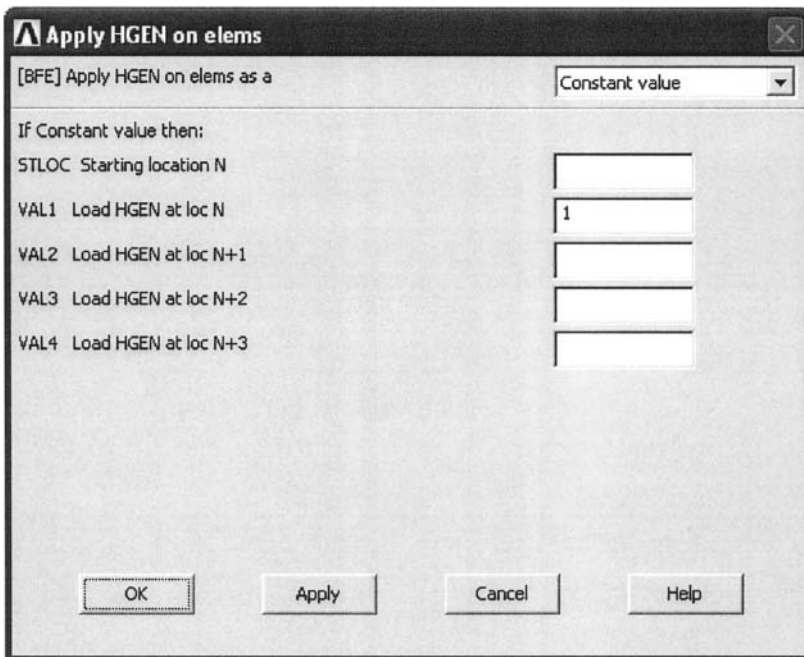 Apply HGEN on elems
[BFE] Apply HGEN on elems as a Constant value
If Constant value then:
STLOC Starting location N
VAL1 Load HGEN at loc N 1
VAL2 Load HGEN at loc N+1
VAL3 Load HGEN at loc N+2
VAL4 Load HGEN at loc N+3
OK Apply Cancel Help